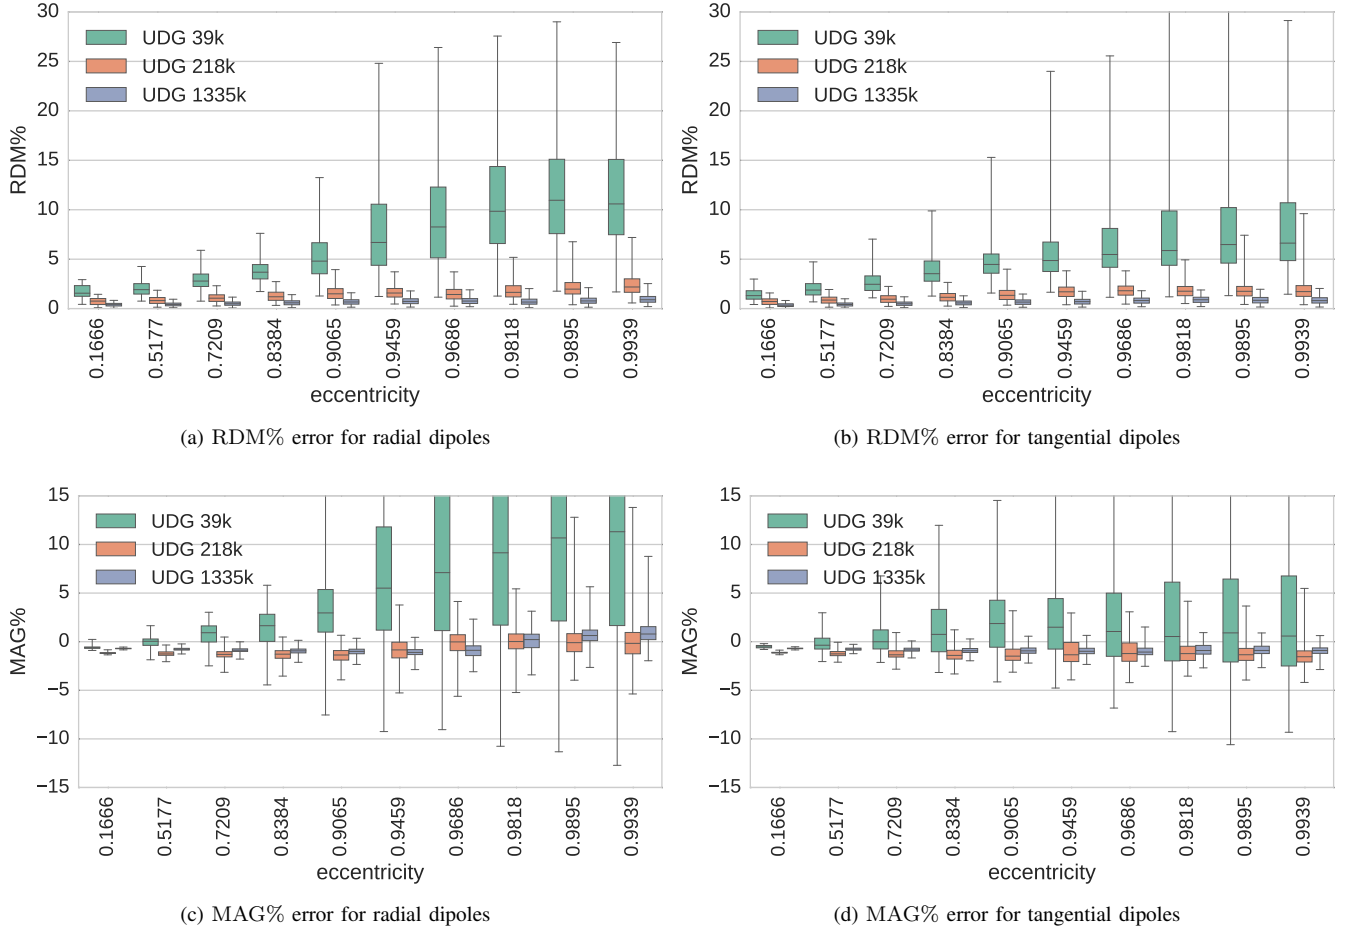 30
25
20
15
10
5
0
RDM%
UDG 39k
UDG 218k
UDG 1335k
0.1666
0.5177
0.7209
0.8384
0.9065
0.9459
0.9686
0.9818
0.9895
0.9939
eccentricity
(a) RDM% error for radial dipoles
30
25
20
15
10
5
0
RDM%
UDG 39k
UDG 218k
UDG 1335k
0.1666
0.5177
0.7209
0.8384
0.9065
0.9459
0.9686
0.9818
0.9895
0.9939
eccentricity
(b) RDM% error for tangential dipoles
15
10
5
0
−5
−10
−15
MAG%
UDG 39k
UDG 218k
UDG 1335k
0.1666
0.5177
0.7209
0.8384
0.9065
0.9459
0.9686
0.9818
0.9895
0.9939
eccentricity
(c) MAG% error for radial dipoles
15
10
5
0
−5
−10
−15
MAG%
UDG 39k
UDG 218k
UDG 1335k
0.1666
0.5177
0.7209
0.8384
0.9065
0.9459
0.9686
0.9818
0.9895
0.9939
eccentricity
(d) MAG% error for tangential dipoles